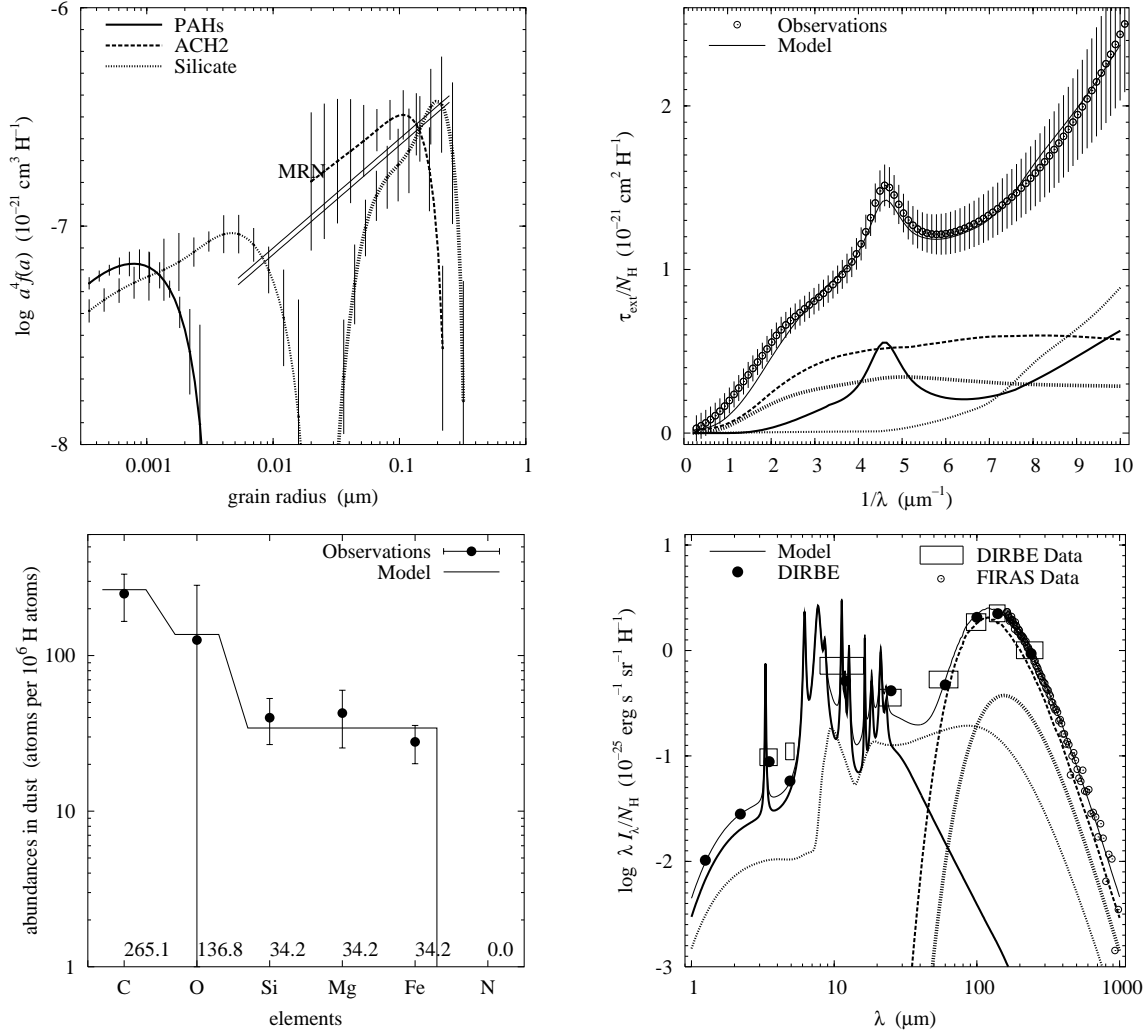 PAHs
ACH2
Silicate
MRN
-6
-7
-8
log a⁴f(a) (10⁻²¹ cm³ H⁻¹)
0.001 0.01 0.1 1
grain radius (μm)
Observations
Model
2
1
0
τext/NH (10⁻²¹ cm² H⁻¹)
0 1 2 3 4 5 6 7 8 9 10
1/λ (μm⁻¹)
Observations
Model
100
10
1
abundances in dust (atoms per 10⁶ H atoms)
265.1 136.8 34.2 34.2 34.2 0.0
C O Si Mg Fe N
elements
Model
DIRBE
DIRBE Data
FIRAS Data
1
0
-1
-2
-3
log λ Iλ/NH (10⁻²⁵ erg s⁻¹ sr⁻¹ H⁻¹)
1 10 100 1000
λ (μm)